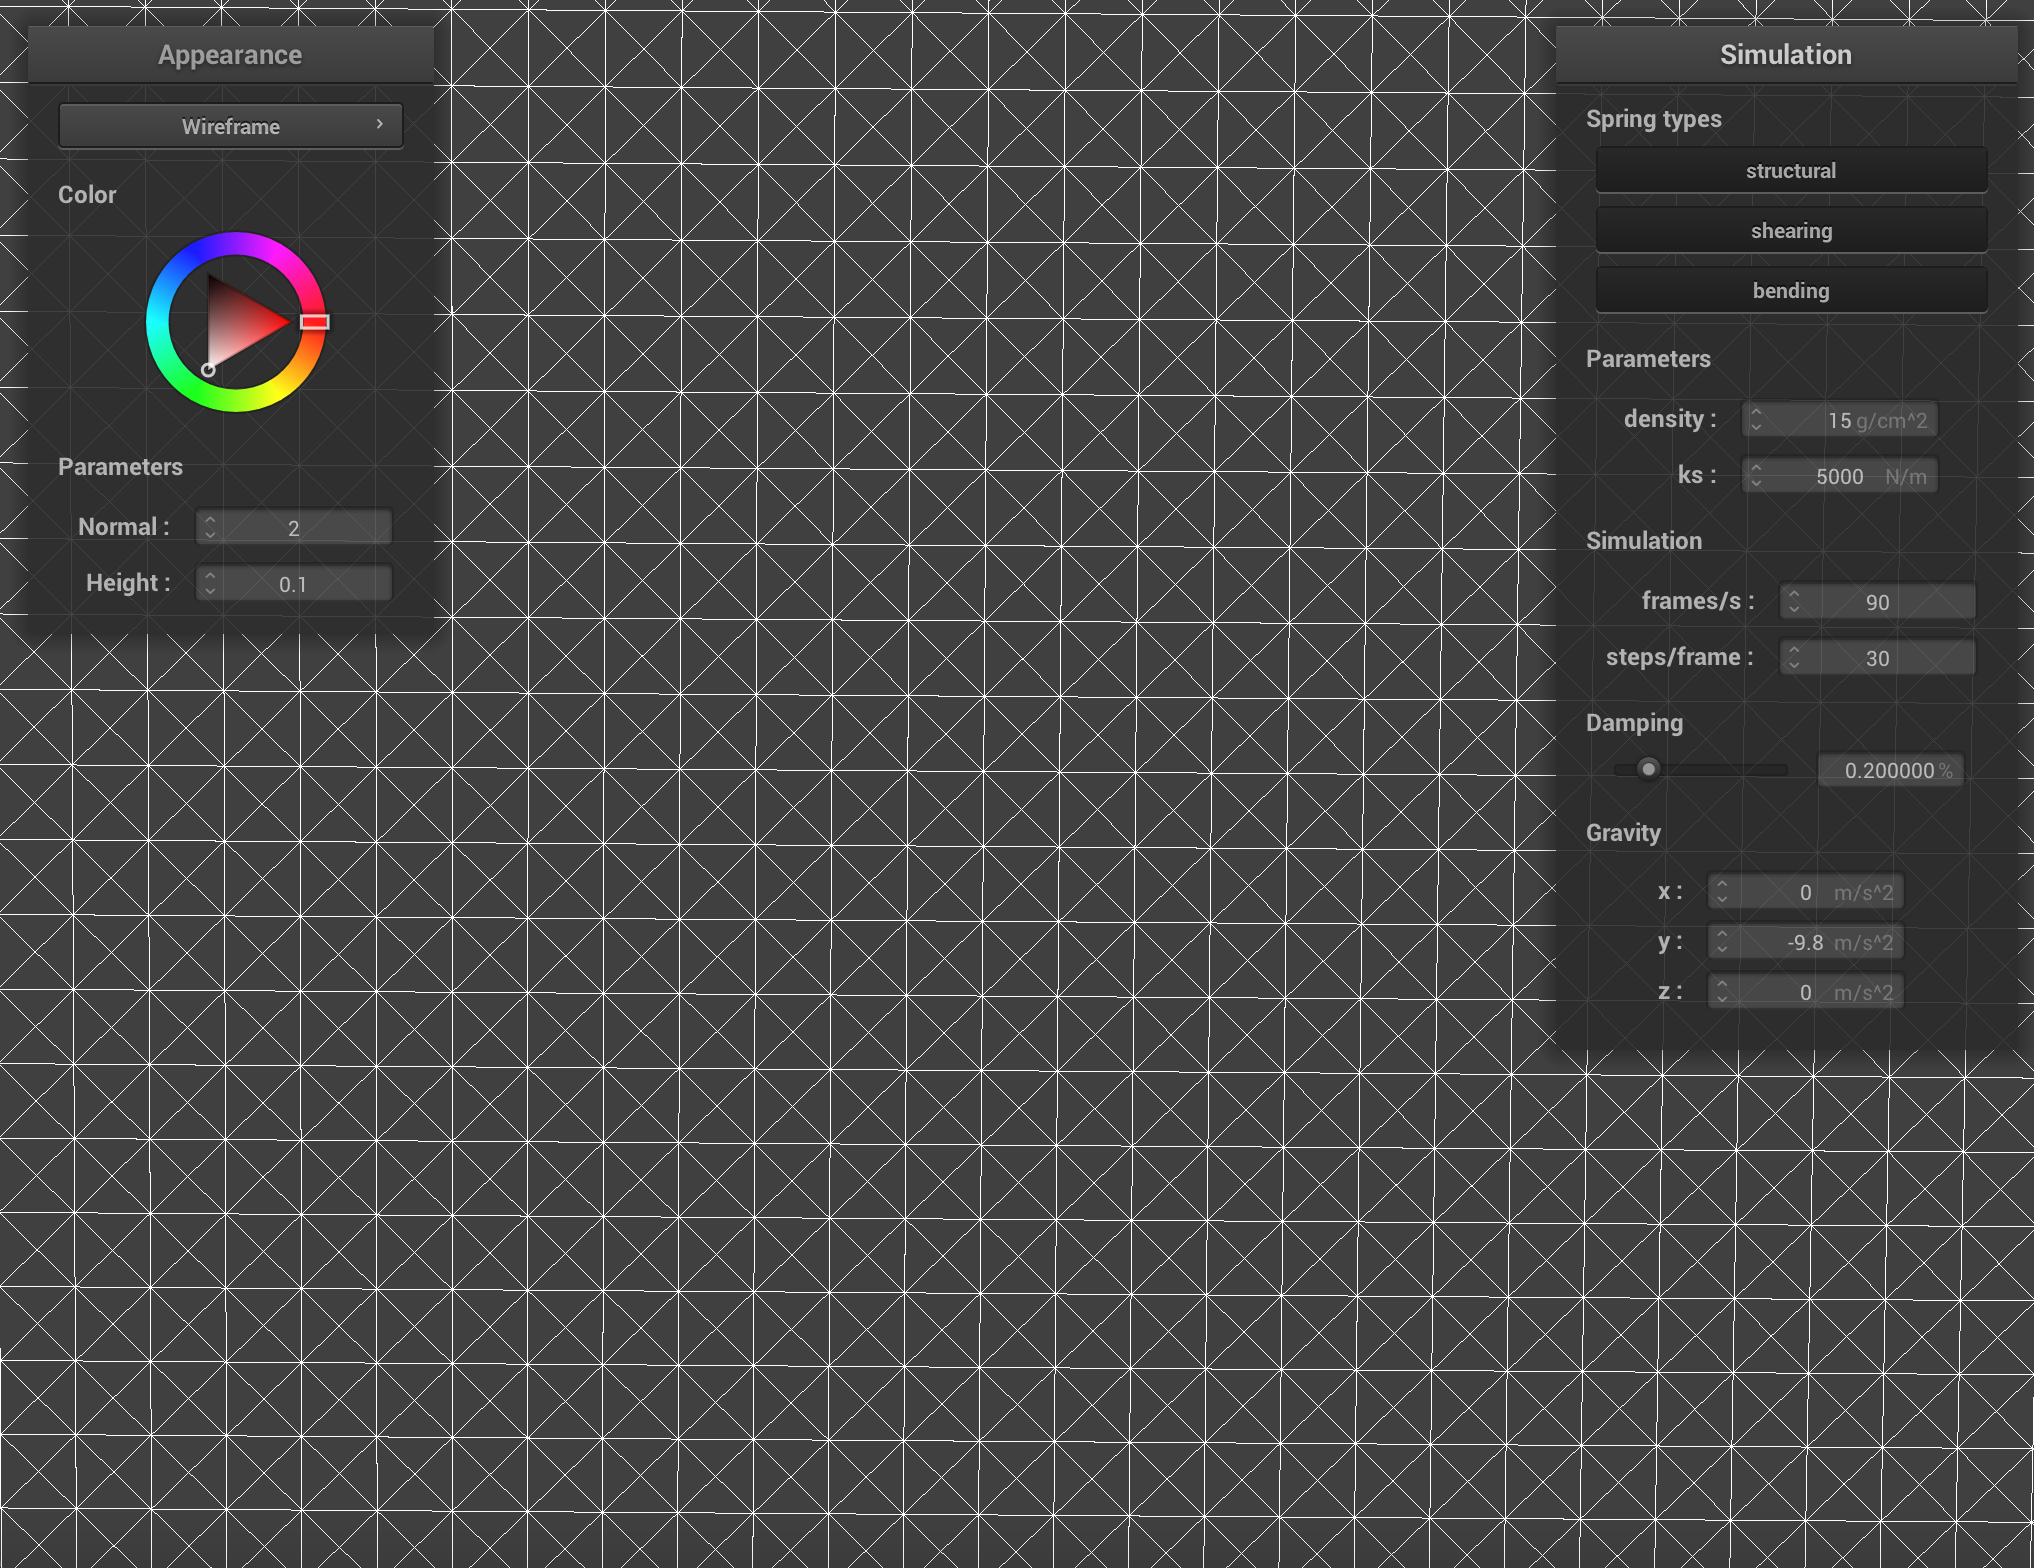 Appearance
Wireframe
Color
Parameters
Normal : 2
Height : 0.1
Simulation
Spring types
structural
shearing
bending
Parameters
density : 15 g/cm^2
ks : 5000 N/m
Simulation
frames/s : 90
steps/frame : 30
Damping
0.200000 %
Gravity
x : 0 m/s^2
y : -9.8 m/s^2
z : 0 m/s^2